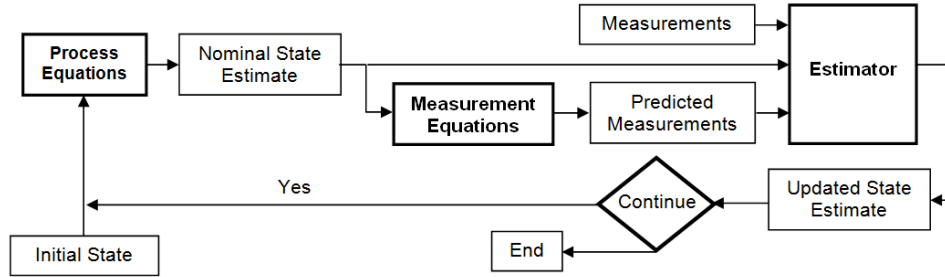 Process
Equations
Nominal State
Estimate
Measurements
Estimator
Measurement
Equations
Predicted
Measurements
Yes
Continue
Updated State
Estimate
End
Initial State